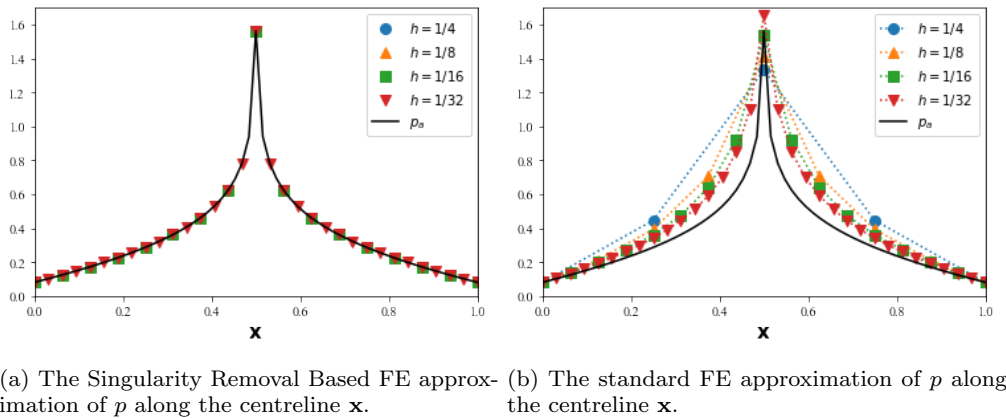 1.6
1.4
1.2
1.0
0.8
0.6
0.4
0.2
0.0
0.0 0.2 0.4 0.6 0.8 1.0
x
h = 1/4
h = 1/8
h = 1/16
h = 1/32
pₐ
1.6
1.4
1.2
1.0
0.8
0.6
0.4
0.2
0.0
0.0 0.2 0.4 0.6 0.8 1.0
x
h = 1/4
h = 1/8
h = 1/16
h = 1/32
pₐ
(a) The Singularity Removal Based FE approx-
imation of p along the centreline x.
(b) The standard FE approximation of p along
the centreline x.